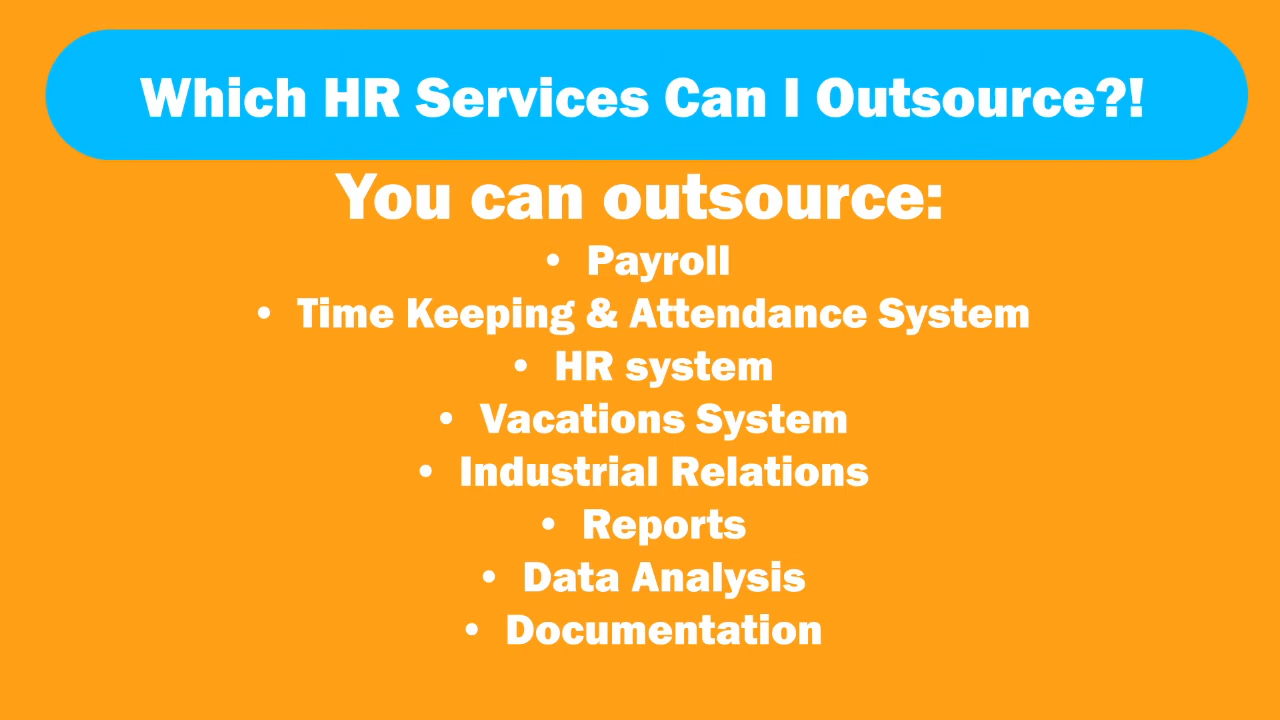 Which HR Services Can I Outsource?!
You can outsource:
• Payroll
• Time Keeping & Attendance System
• HR system
• Vacations System
• Industrial Relations
• Reports
• Data Analysis
• Documentation